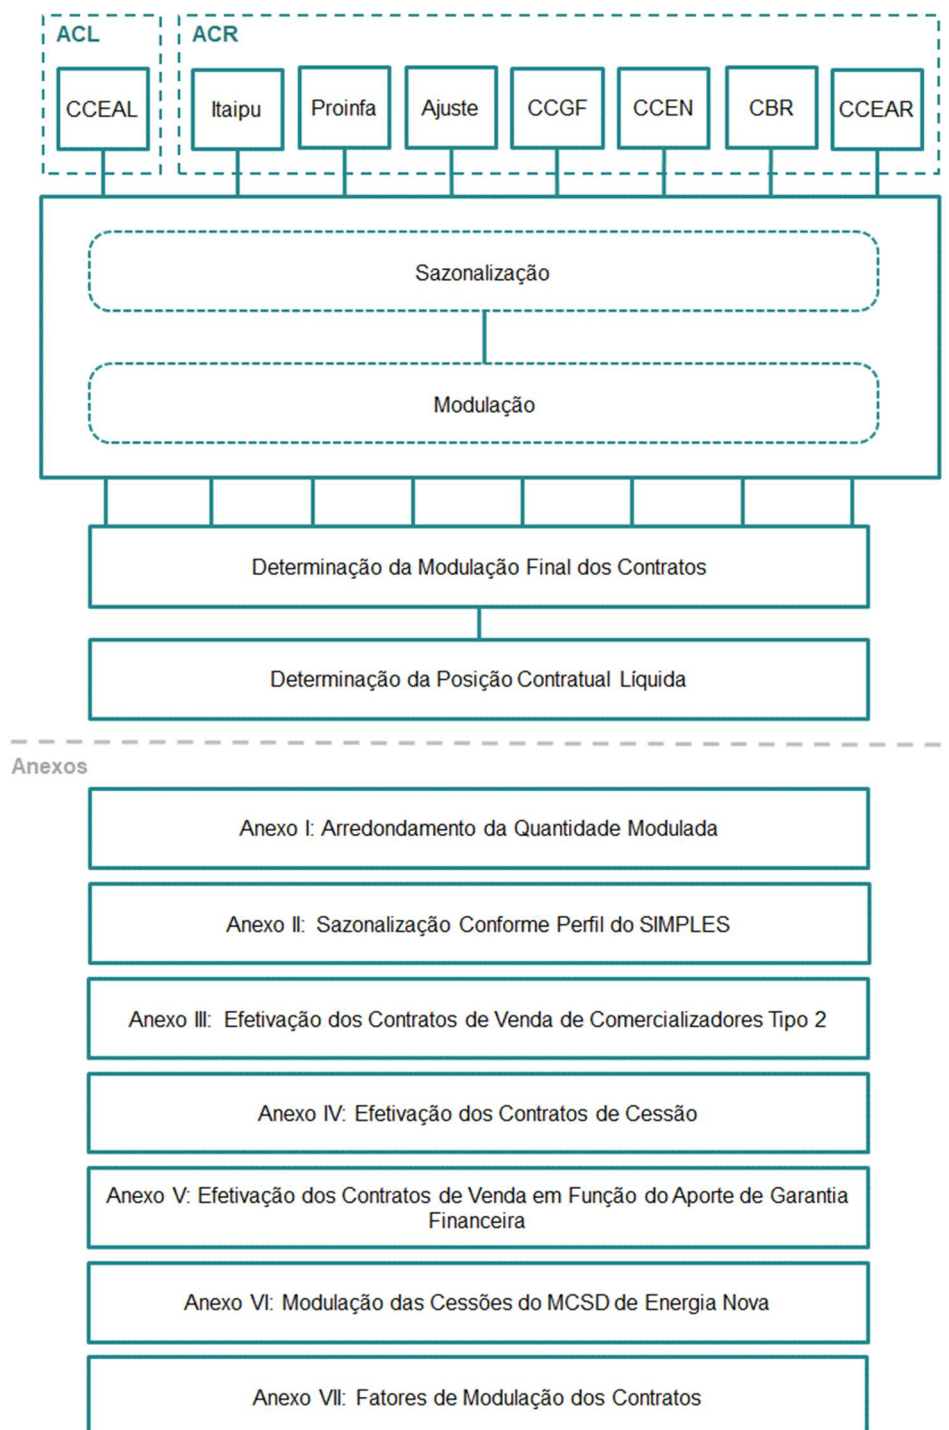 ACL
ACR
CCEAL
Itaipu
Proinfa
Ajuste
CCGF
CCEN
CBR
CCEAR
Sazonalização
Modulação
Determinação da Modulação Final dos Contratos
Determinação da Posição Contratual Líquida
Anexos
Anexo I: Arredondamento da Quantidade Modulada
Anexo II: Sazonalização Conforme Perfil do SIMPLES
Anexo III: Efetivação dos Contratos de Venda de Comercializadores Tipo 2
Anexo IV: Efetivação dos Contratos de Cessão
Anexo V: Efetivação dos Contratos de Venda em Função do Aporte de Garantia
Financeira
Anexo VI: Modulação das Cessões do MCSD de Energia Nova
Anexo VII: Fatores de Modulação dos Contratos